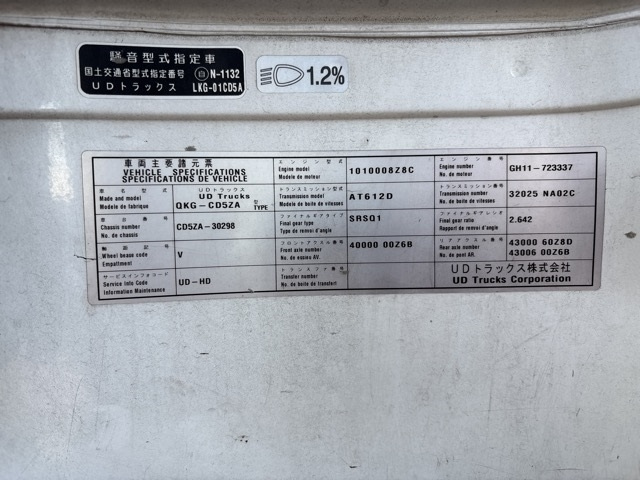 軽音型式指定車
国土交通省型式指定番号 自 N-1132
UDトラックス LKG-01CD5A
1.2%
車両主要諸元票
VEHICLE SPECIFICATIONS
SPECIFICATIONS DE VEHICLE
エンジン型式
Engine model
Modele de moteur
1010008Z8C
エンジン番号
Engine number
No. de moteur
GH11-723337
車名型式
Made and model
Modele de fabrique
UDトラックス
UD Trucks
QKG-CD5ZA 型 TYPE
トランスミッション型式
Transmission model
Modele de boite de vitesses
AT612D
トランスミッション番号
Transmission number
No. de boite de vitesses
32025 NA02C
車台番号
Chassis number
No de chassis
CD5ZA-30298
ファイナルギアタイプ
Final gear type
Type de renvoi d'angle
SRSQ1
ファイナルギヤレシオ
Final gear ratio
Rapport de renvoi d'angle
2.642
軸距記号
Wheel bease code
Empattement
V
フロントアクスル番号
Front axle number
No. de essieu AV.
40000 00Z6B
リアアクスル番号
Rear axle number
No. de pont AR.
43000 60Z8D
43006 00Z6B
サービスインフォコード
Service Info Code
Information Maintenance
UD-HD
トランスファ番号
Transfer number
No. de boite de transfert
UDトラックス株式会社
UD Trucks Corporation